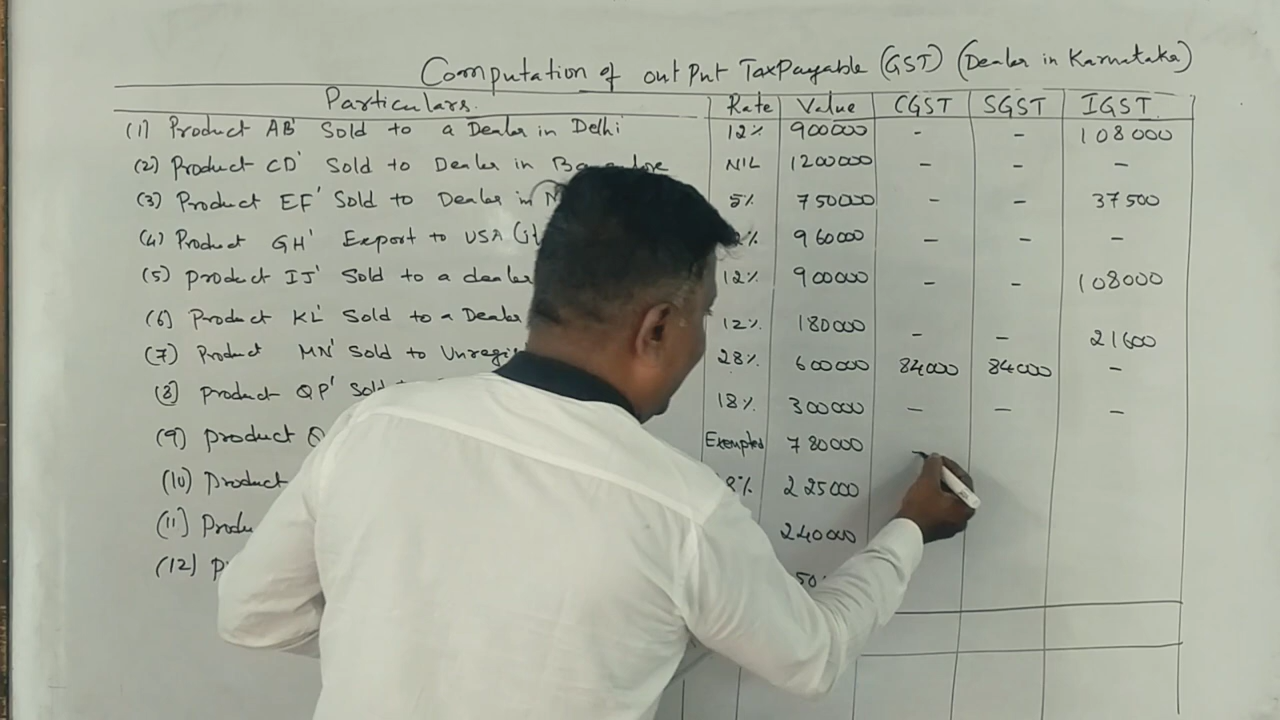 Computation of output TaxPayable (GST) (Dealer in Karnataka)
Particulars. Rate Value CGST SGST IGST
(1) Product AB' Sold to a Dealer in Delhi 12% 900000 - - 108000
(2) Product CD' Sold to Dealer in NIL 1200000 - - -
(3) Product EF' Sold to Dealer in 5% 750000 - - 37500
(4) Product GH' Export to USA 960000 - - -
(5) Product IJ' Sold to a dealer 12% 900000 - - 108000
(6) Product KL' Sold to a Dealer 12% 180000 - - 21600
(7) Product MN' Sold to 28% 600000 84000 84000 -
(8) Product QP' Sold 18% 300000 - - -
(9) Product Exempted 780000
(10) Product 225000
(11) 240000
(12)